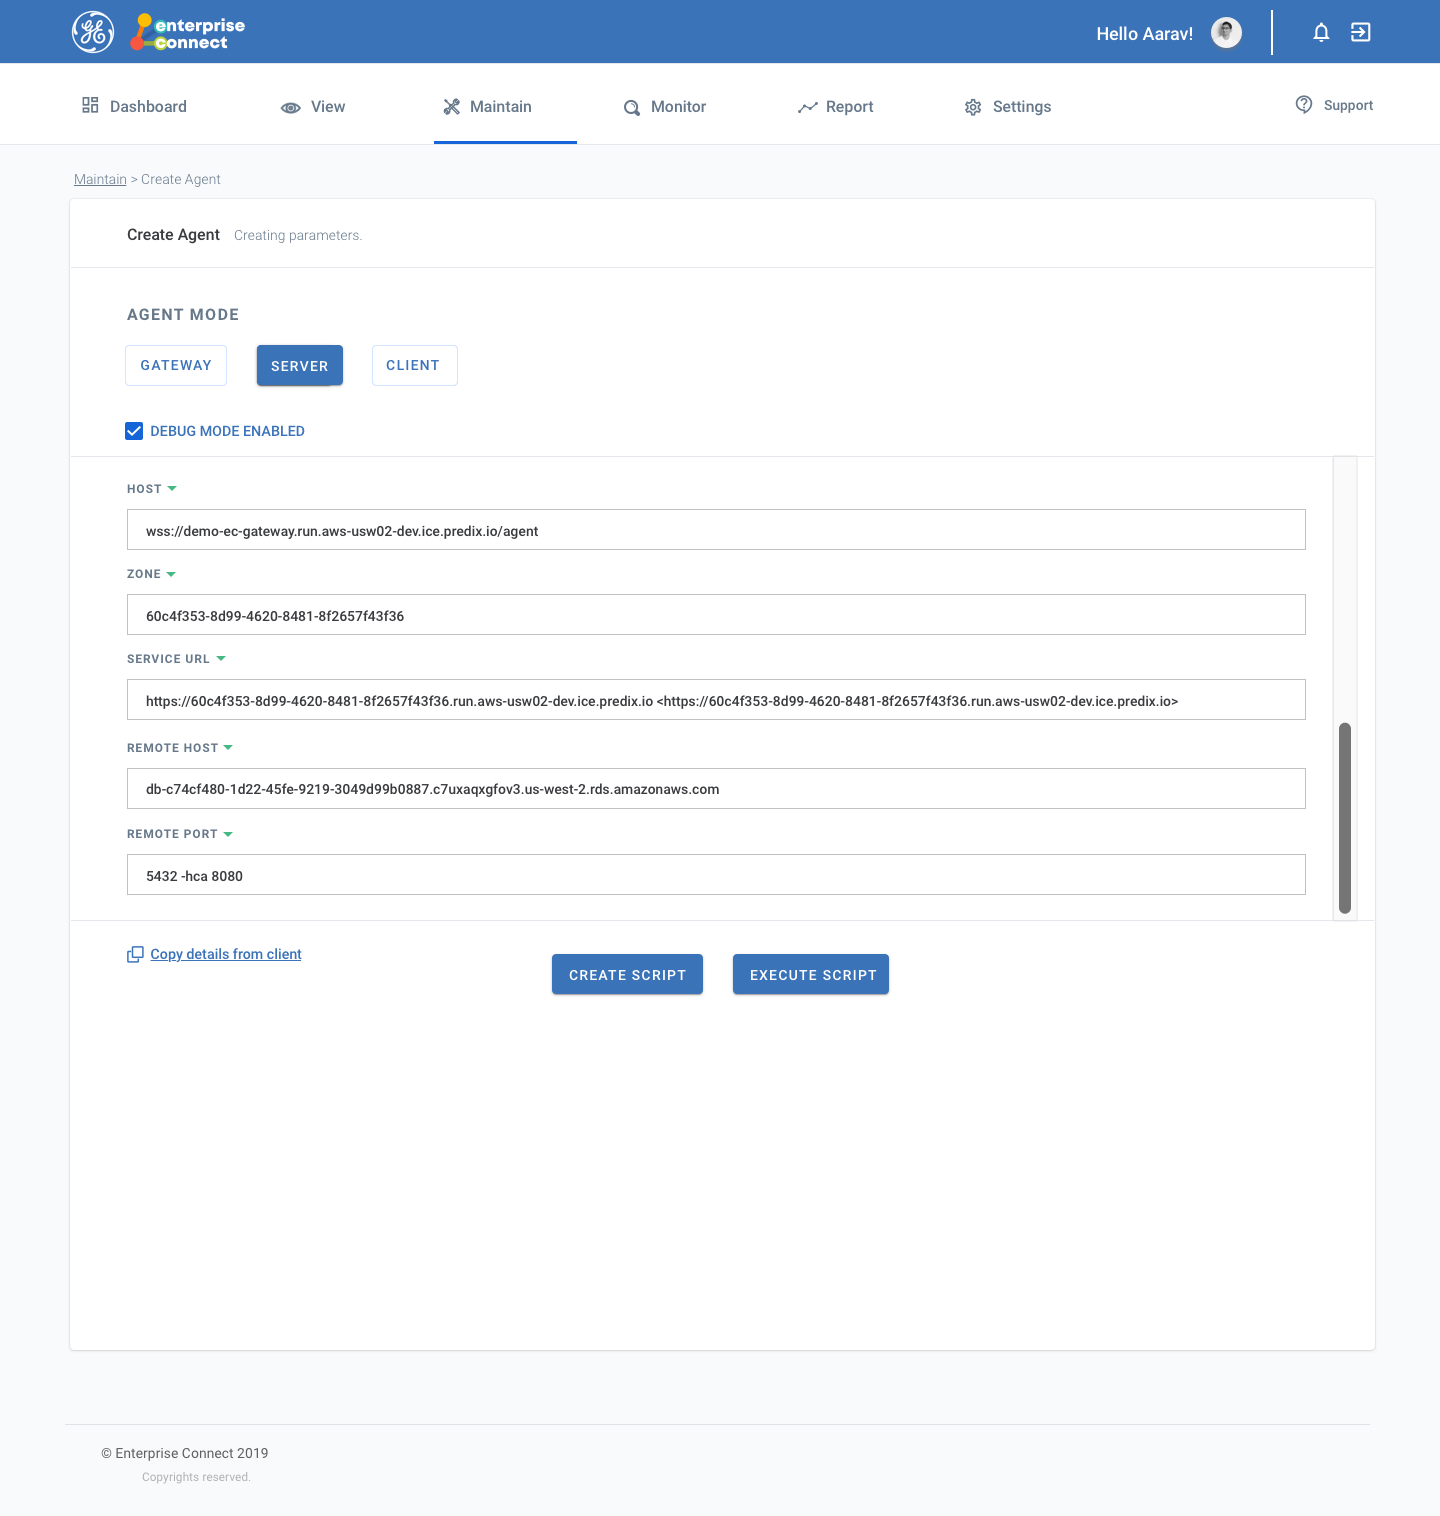 enterprise
connect
Hello Aarav!
Dashboard
View
Maintain
Monitor
Report
Settings
Support
Maintain > Create Agent
Create Agent Creating parameters.
AGENT MODE
GATEWAY
SERVER
CLIENT
DEBUG MODE ENABLED
HOST
wss://demo-ec-gateway.run.aws-usw02-dev.ice.predix.io/agent
ZONE
60c4f353-8d99-4620-8481-8f2657f43f36
SERVICE URL
https://60c4f353-8d99-4620-8481-8f2657f43f36.run.aws-usw02-dev.ice.predix.io <https://60c4f353-8d99-4620-8481-8f2657f43f36.run.aws-usw02-dev.ice.predix.io>
REMOTE HOST
db-c74cf480-1d22-45fe-9219-3049d99b0887.c7uxaqxgfov3.us-west-2.rds.amazonaws.com
REMOTE PORT
5432 -hca 8080
Copy details from client
CREATE SCRIPT
EXECUTE SCRIPT
© Enterprise Connect 2019
Copyrights reserved.